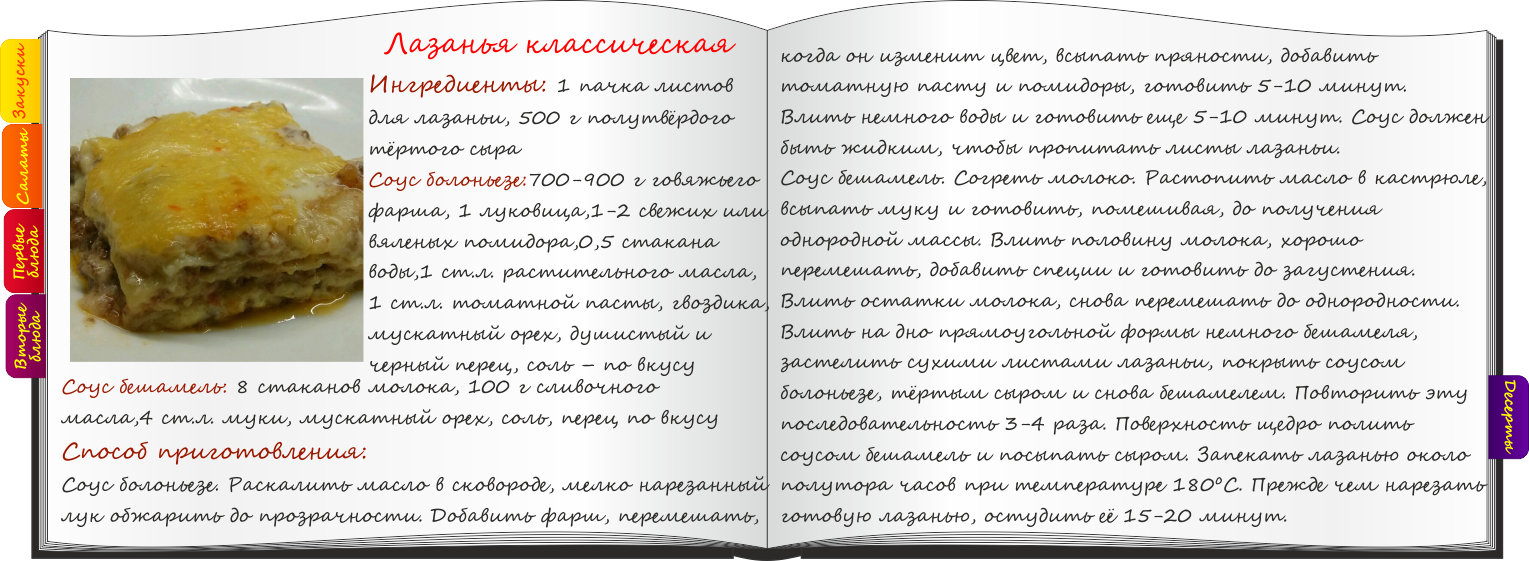 Закуски
Салаты
Первые
блюда
Вторые
блюда
Лазанья классическая
Ингредиенты: 1 пачка листов
для лазаньи, 500 г полутвёрдого
тёртого сыра
Соус болоньезе:700-900 г говяжьего
фарша, 1 луковица,1-2 свежих или
вяленых помидора,0,5 стакана
воды,1 ст.л. растительного масла,
1 ст.л. томатной пасты, гвоздика,
мускатный орех, душистый и
черный перец, соль – по вкусу
Соус бешамель: 8 стаканов молока, 100 г сливочного
масла,4 ст.л. муки, мускатный орех, соль, перец по вкусу
Способ приготовления:
Соус болоньезе. Раскалить масло в сковороде, мелко нарезанный
лук обжарить до прозрачности. Добавить фарш, перемешать,
когда он изменит цвет, всыпать пряности, добавить
томатную пасту и помидоры, готовить 5-10 минут.
Влить немного воды и готовить еще 5-10 минут. Соус должен
быть жидким, чтобы пропитать листы лазаньи.
Соус бешамель. Согреть молоко. Растопить масло в кастрюле,
всыпать муку и готовить, помешивая, до получения
однородной массы. Влить половину молока, хорошо
перемешать, добавить специи и готовить до загустения.
Влить остатки молока, снова перемешать до однородности.
Влить на дно прямоугольной формы немного бешамеля,
застелить сухими листами лазаньи, покрыть соусом
болоньезе, тёртым сыром и снова бешамелем. Повторить эту
последовательность 3-4 раза. Поверхность щедро полить
соусом бешамель и посыпать сыром. Запекать лазанью около
полутора часов при температуре 180°С. Прежде чем нарезать
готовую лазанью, остудить её 15-20 минут.
Десерты